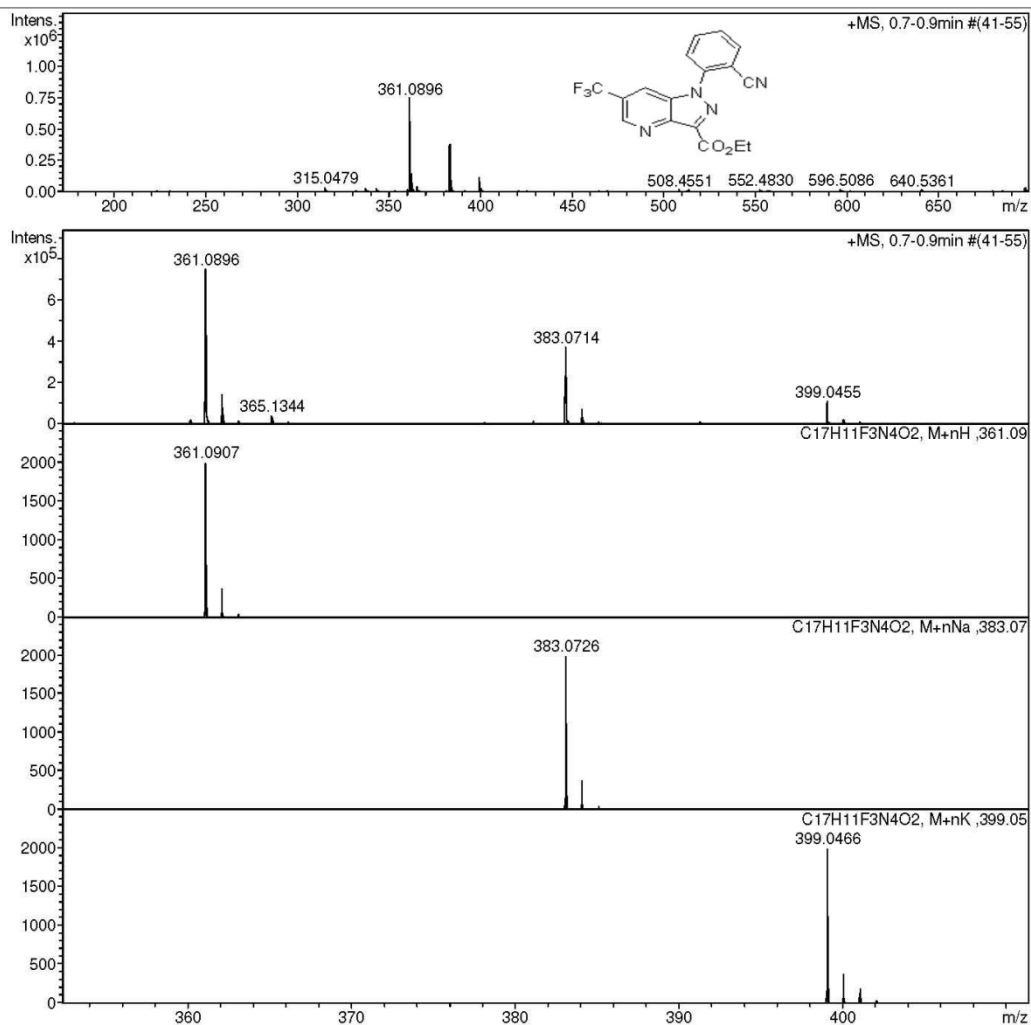 Intens.
x10⁶
+MS, 0.7-0.9min #(41-55)
1.00
0.75
0.50
0.25
0.00
361.0896
315.0479
508.4551
552.4830
596.5086
640.5361
F₃C
N
N
N
CN
CO₂Et
200 250 300 350 400 450 500 550 600 650 m/z
Intens.
x10⁵
+MS, 0.7-0.9min #(41-55)
6
4
2
0
361.0896
365.1344
383.0714
399.0455
C17H11F3N4O2, M+nH ,361.09
2000
1500
1000
500
0
361.0907
C17H11F3N4O2, M+nNa ,383.07
2000
1500
1000
500
0
383.0726
C17H11F3N4O2, M+nK ,399.05
2000
1500
1000
500
0
399.0466
360 370 380 390 400 m/z